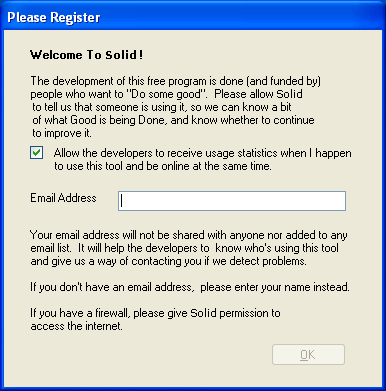 Please Register
Welcome To Solid!
The development of this free program is done (and funded by)
people who want to "Do some good".  Please allow Solid
to tell us that someone is using it, so we can know a bit
of what Good is being Done, and know whether to continue
to improve it.
Allow the developers to receive usage statistics when I happen
to use this tool and be online at the same time.
Email Address
Your email address will not be shared with anyone nor added to any
email list.  It will help the developers to  know who's using this tool
and give us a way of contacting you if we detect problems.
If you don't have an email address,  please enter your name instead.
If you have a firewall, please give Solid permission to
access the internet.
OK